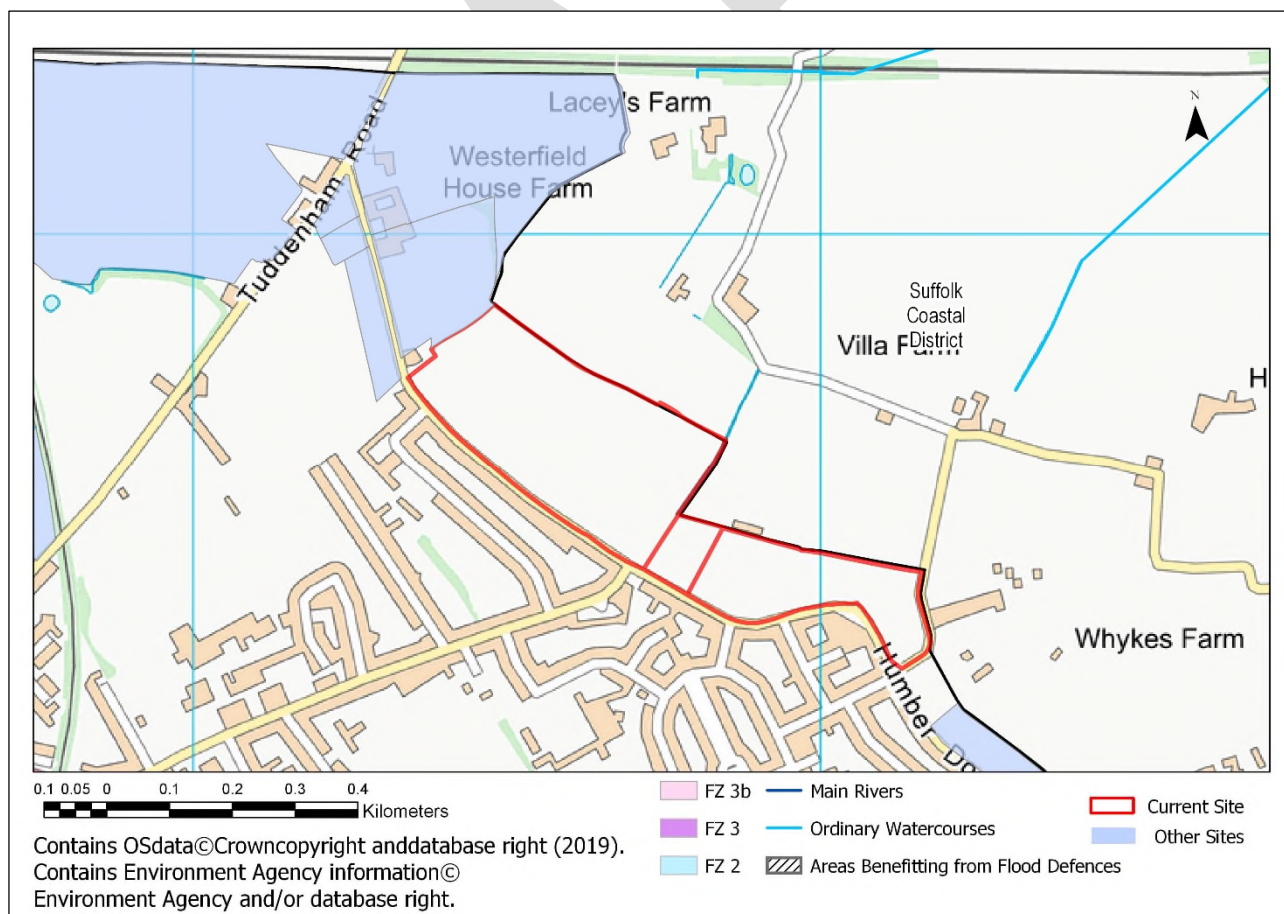 Lacey's Farm
N
Westerfield
House Farm
Tuddenham Road
Suffolk
Coastal
District
Villa Farm
H
Whykes Farm
Humber Do
0.1 0.05 0 0.1 0.2 0.3 0.4
Kilometers
FZ 3b
FZ 3
FZ 2
Main Rivers
Ordinary Watercourses
Areas Benefitting from Flood Defences
Current Site
Other Sites
Contains OSdata©Crowncopyright anddatabase right (2019).
Contains Environment Agency information©
Environment Agency and/or database right.